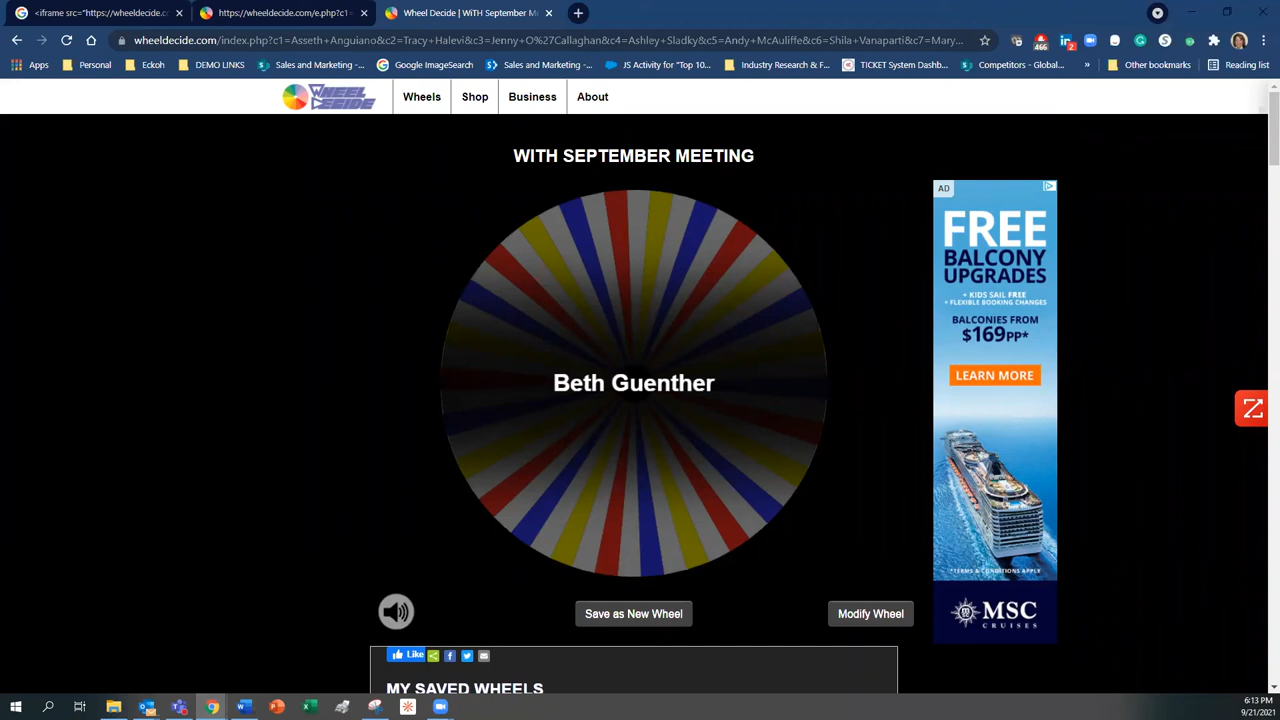 <iframe src="https://wheeldecide.c
https://wheeldecide.com/e.php?c1=
Wheel Decide | WiTH September M
wheeldecide.com/index.php?c1=Asseth+Anguiano&c2=Tracy+Halevi&c3=Jenny+O%27Callaghan&c4=Ashley+Sladky&c5=Andy+McAuliffe&c6=Shila+Vanaparti&c7=Mary...
466
2
Apps
Personal
Eckoh
DEMO LINKS
Sales and Marketing -...
Google ImageSearch
Sales and Marketing -...
JS Activity for "Top 10...
Industry Research & F...
TICKET System Dashb...
Competitors - Global...
»
Other bookmarks
Reading list
WHEEL DECIDE
Wheels
Shop
Business
About
WITH SEPTEMBER MEETING
Beth Guenther
AD
FREE
BALCONY
UPGRADES
+ KIDS SAIL FREE
+ FLEXIBLE BOOKING CHANGES
BALCONIES FROM
$169PP*
LEARN MORE
*TERMS & CONDITIONS APPLY
MSC
CRUISES
Save as New Wheel
Modify Wheel
Like
MY SAVED WHEELS
6:13 PM
9/21/2021